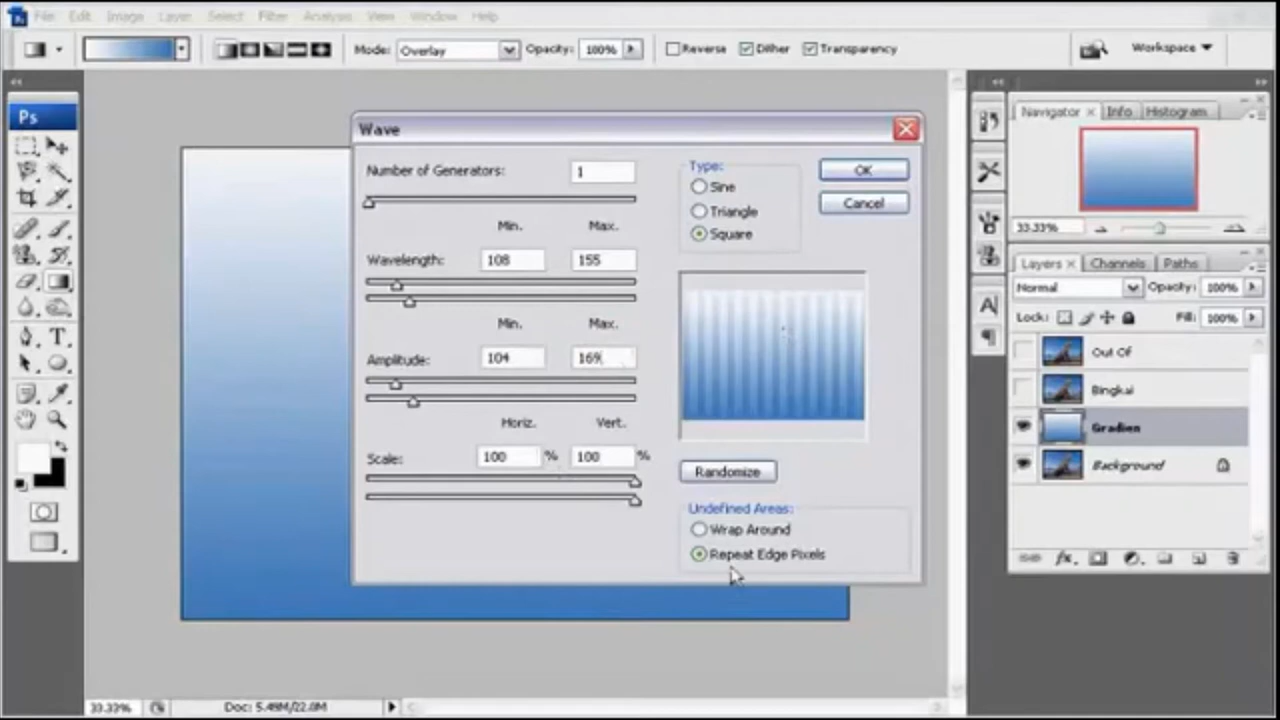 Ps File Edit Image Layer Select Filter Analysis View Window Help
Mode: Overlay Opacity: 100% Reverse Dither Transparency Workspace
Ps
Wave
Number of Generators: 1
Min. Max.
Wavelength: 108 155
Min. Max.
Amplitude: 104 169
Horiz. Vert.
Scale: 100 % 100 %
Type:
Sine
Triangle
Square
OK
Cancel
Randomize
Undefined Areas:
Wrap Around
Repeat Edge Pixels
Navigator x Info Histogram
33.33%
Layers x Channels Paths
Normal Opacity: 100%
Lock: Fill: 100%
Out Of
Bingkai
Gradien
Background
T
A
33.33% Doc: 5.49M/22.0M